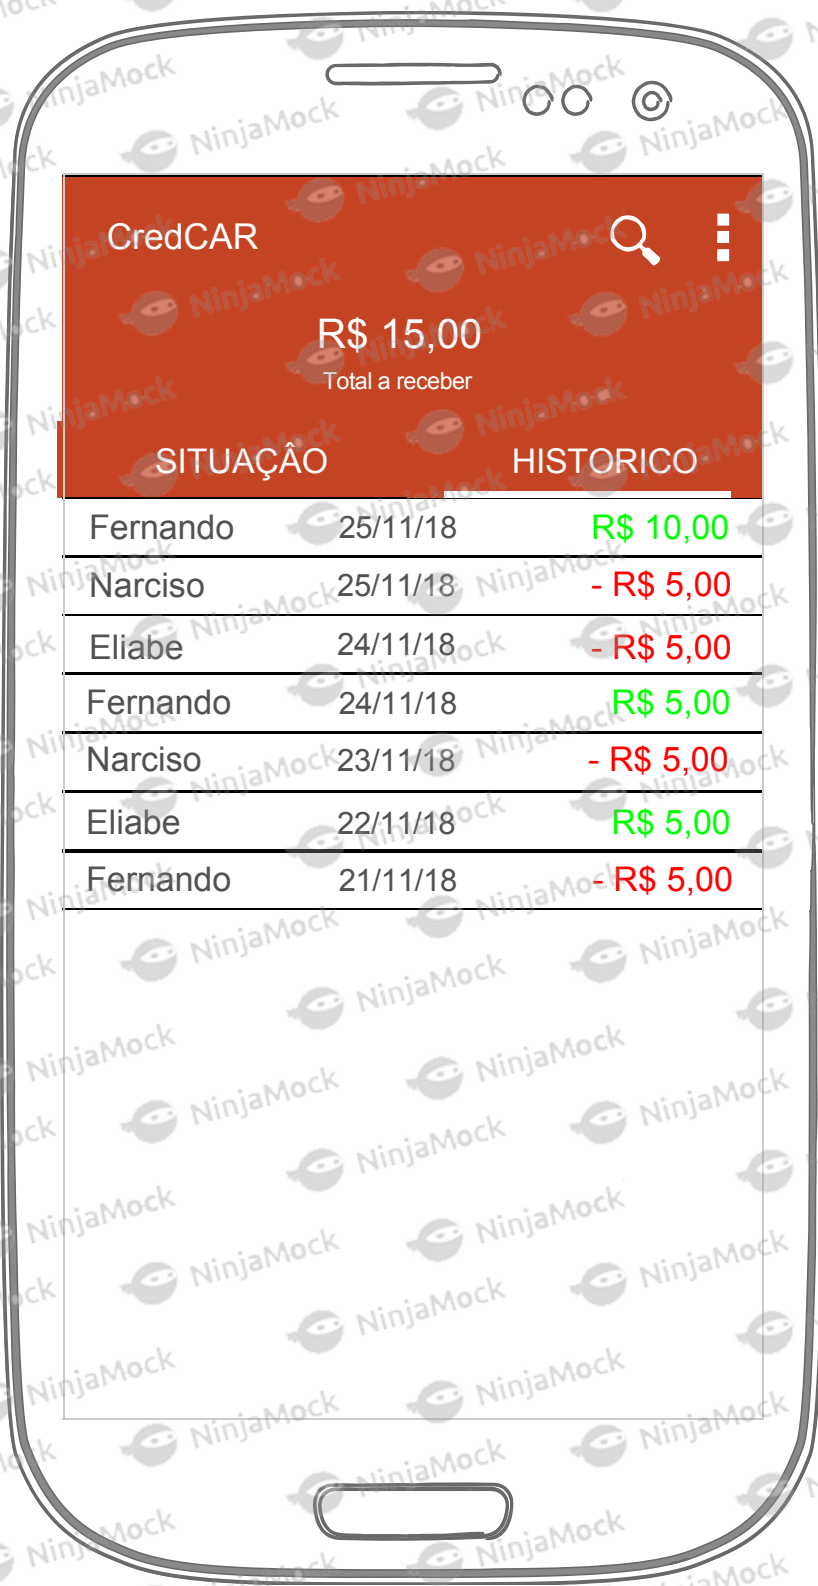 CredCAR
R$ 15,00
Total a receber
SITUAÇÂO HISTORICO
Fernando 25/11/18 R$ 10,00
Narciso 25/11/18 - R$ 5,00
Eliabe 24/11/18 - R$ 5,00
Fernando 24/11/18 R$ 5,00
Narciso 23/11/18 - R$ 5,00
Eliabe 22/11/18 R$ 5,00
Fernando 21/11/18 - R$ 5,00
NinjaMock